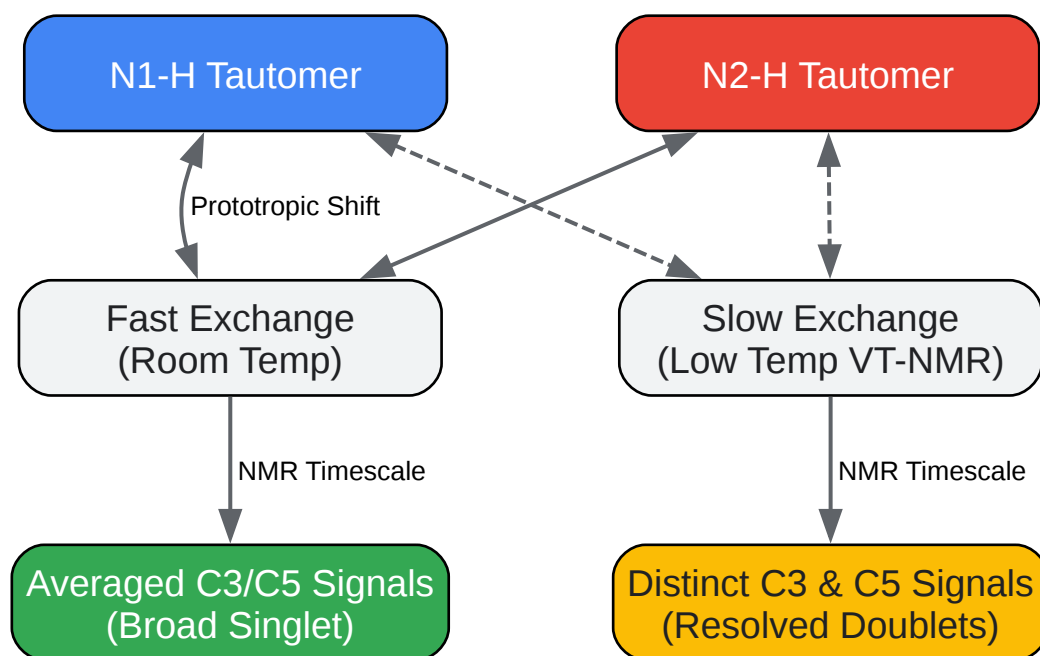 N1-H Tautomer
N2-H Tautomer
Prototropic Shift
Fast Exchange
(Room Temp)
Slow Exchange
(Low Temp VT-NMR)
NMR Timescale
NMR Timescale
Averaged C3/C5 Signals
(Broad Singlet)
Distinct C3 & C5 Signals
(Resolved Doublets)